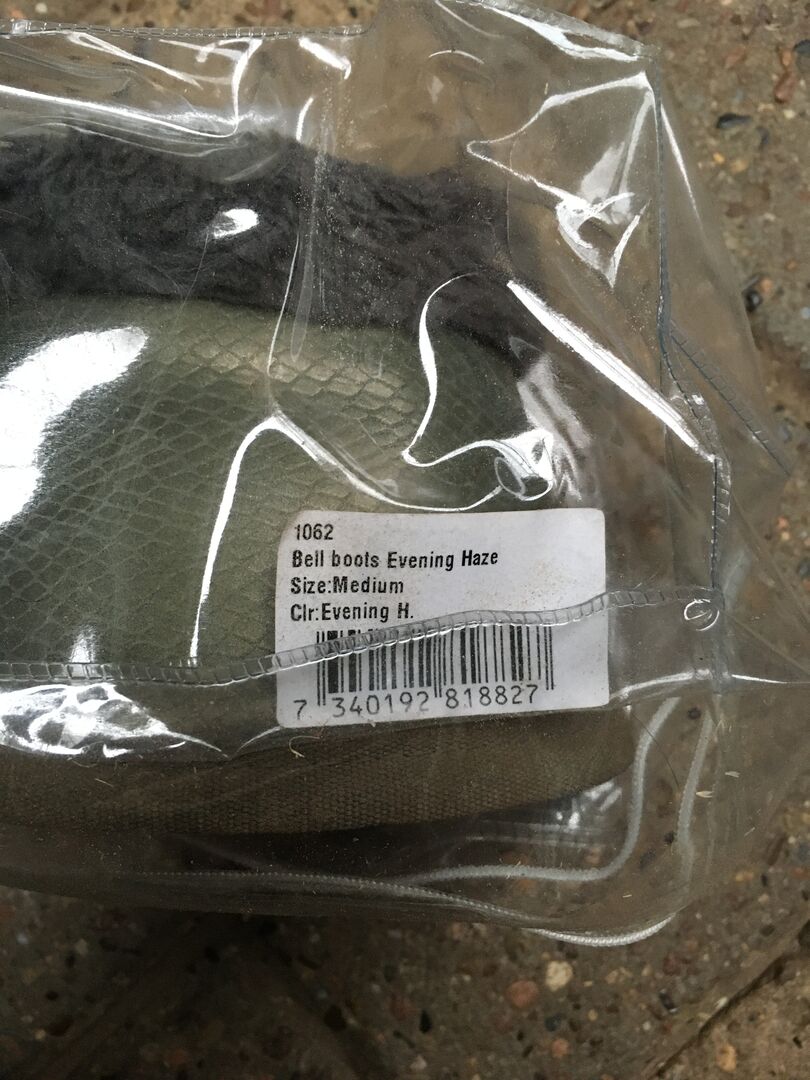 1062
Bell boots Evening Haze
Size:Medium
Clr:Evening H.
7 340192 818827